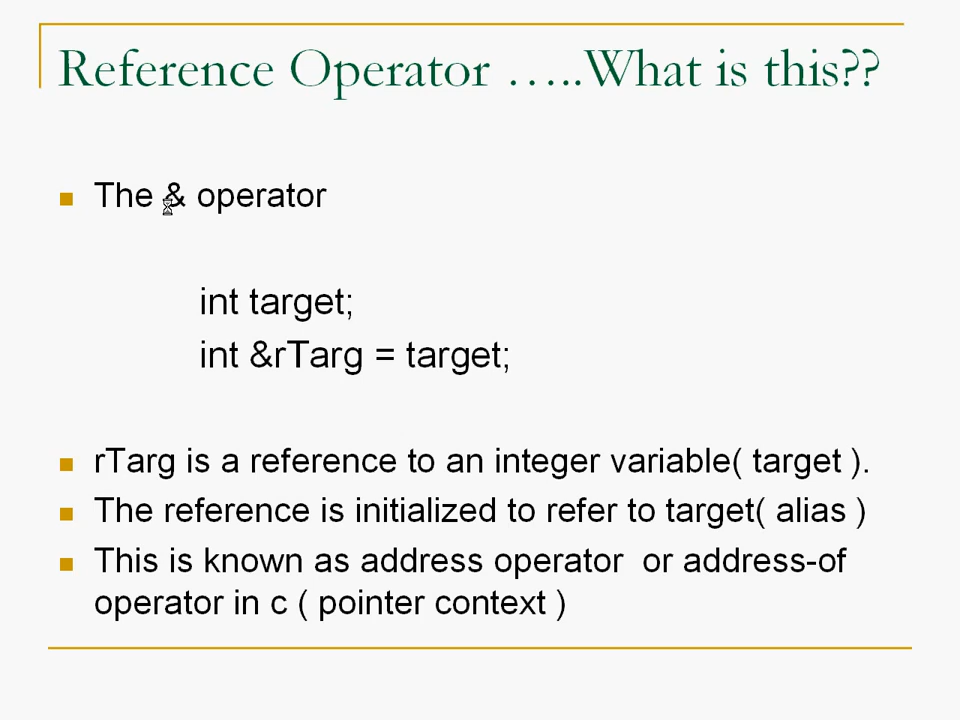 Reference Operator …..What is this??
The & operator
int target;
int &rTarg = target;
rTarg is a reference to an integer variable( target ).
The reference is initialized to refer to target( alias )
This is known as address operator  or address-of
operator in c ( pointer context )